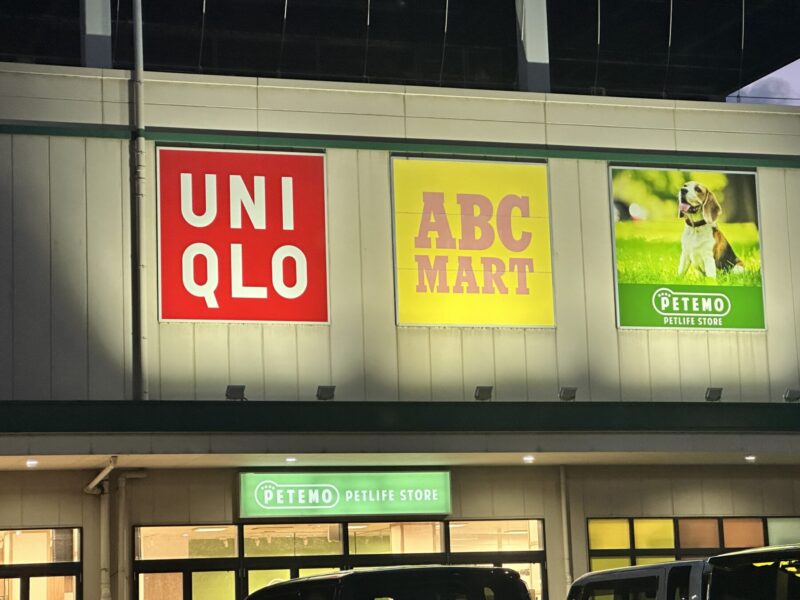 UNI
QLO
ABC
MART
PETEMO
PETLIFE STORE
PETEMO PETLIFE STORE